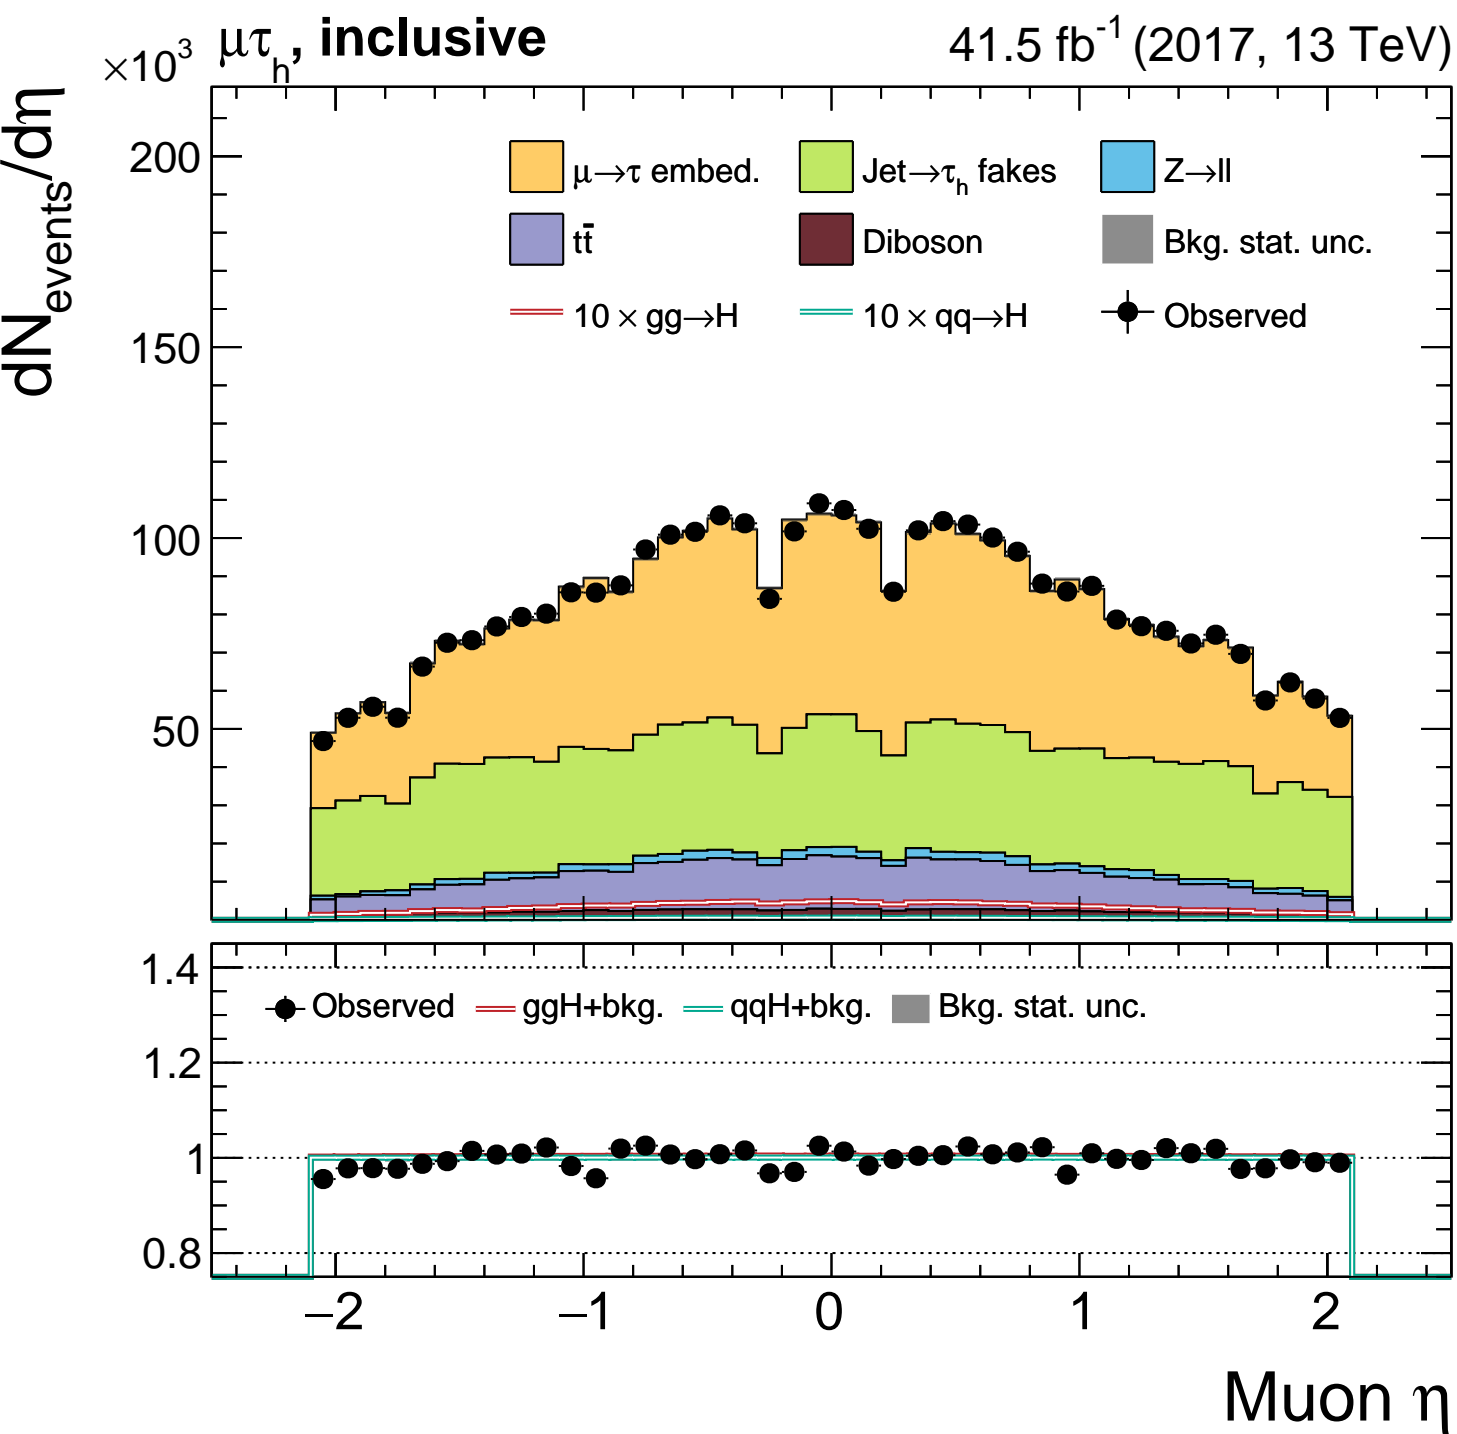 ×10³ μτₕ, inclusive 41.5 fb⁻¹ (2017, 13 TeV)
dN_events/dη
200
150
100
50
μ→τ embed. Jet→τₕ fakes Z→ll
tt̄ Diboson Bkg. stat. unc.
10 × gg→H 10 × qq→H Observed
1.4
1.2
1
0.8
Observed ggH+bkg. qqH+bkg. Bkg. stat. unc.
−2 −1 0 1 2
Muon η